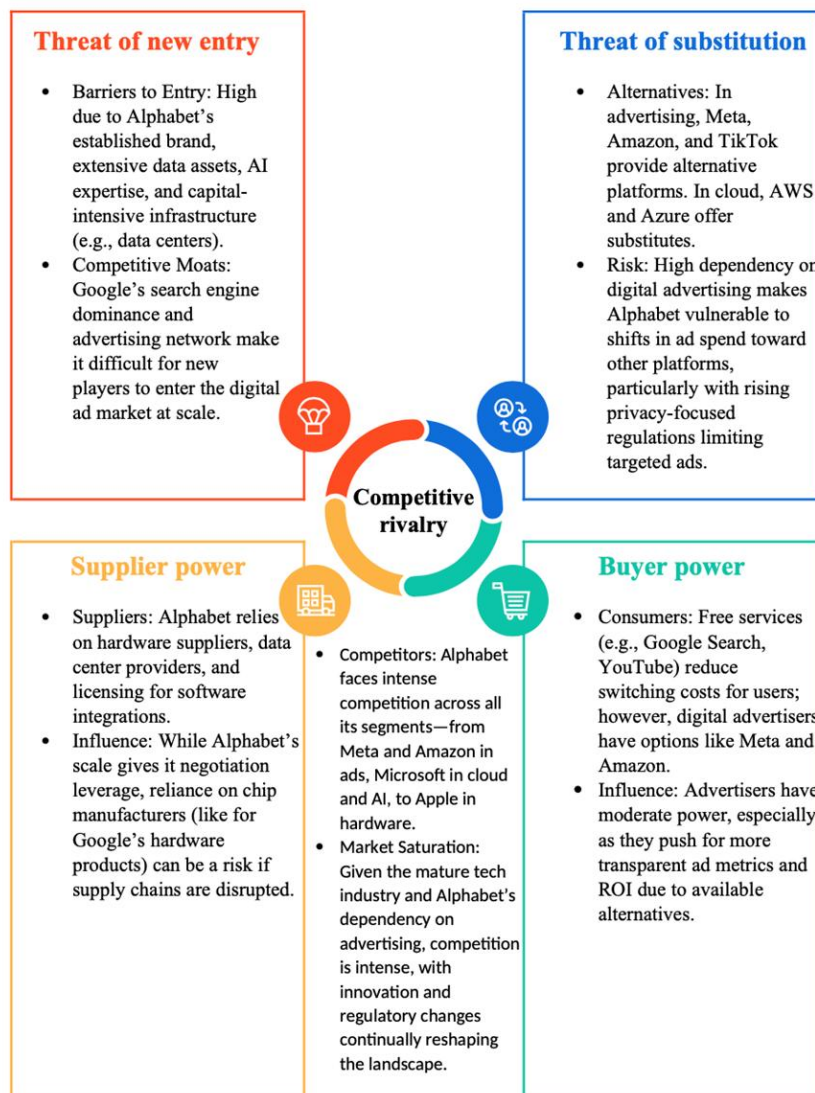 Threat of new entry
• Barriers to Entry: High
due to Alphabet’s
established brand,
extensive data assets, AI
expertise, and capital-
intensive infrastructure
(e.g., data centers).
• Competitive Moats:
Google’s search engine
dominance and
advertising network make
it difficult for new
players to enter the digital
ad market at scale.
Threat of substitution
• Alternatives: In
advertising, Meta,
Amazon, and TikTok
provide alternative
platforms. In cloud, AWS
and Azure offer
substitutes.
• Risk: High dependency on
digital advertising makes
Alphabet vulnerable to
shifts in ad spend toward
other platforms,
particularly with rising
privacy-focused
regulations limiting
targeted ads.
Competitive
rivalry
Supplier power
• Suppliers: Alphabet relies
on hardware suppliers, data
center providers, and
licensing for software
integrations.
• Influence: While Alphabet’s
scale gives it negotiation
leverage, reliance on chip
manufacturers (like for
Google’s hardware
products) can be a risk if
supply chains are disrupted.
• Competitors: Alphabet
faces intense
competition across all
its segments—from
Meta and Amazon in
ads, Microsoft in cloud
and AI, to Apple in
hardware.
• Market Saturation:
Given the mature tech
industry and Alphabet’s
dependency on
advertising, competition
is intense, with
innovation and
regulatory changes
continually reshaping
the landscape.
Buyer power
• Consumers: Free services
(e.g., Google Search,
YouTube) reduce
switching costs for users;
however, digital advertisers
have options like Meta and
Amazon.
• Influence: Advertisers have
moderate power, especially
as they push for more
transparent ad metrics and
ROI due to available
alternatives.